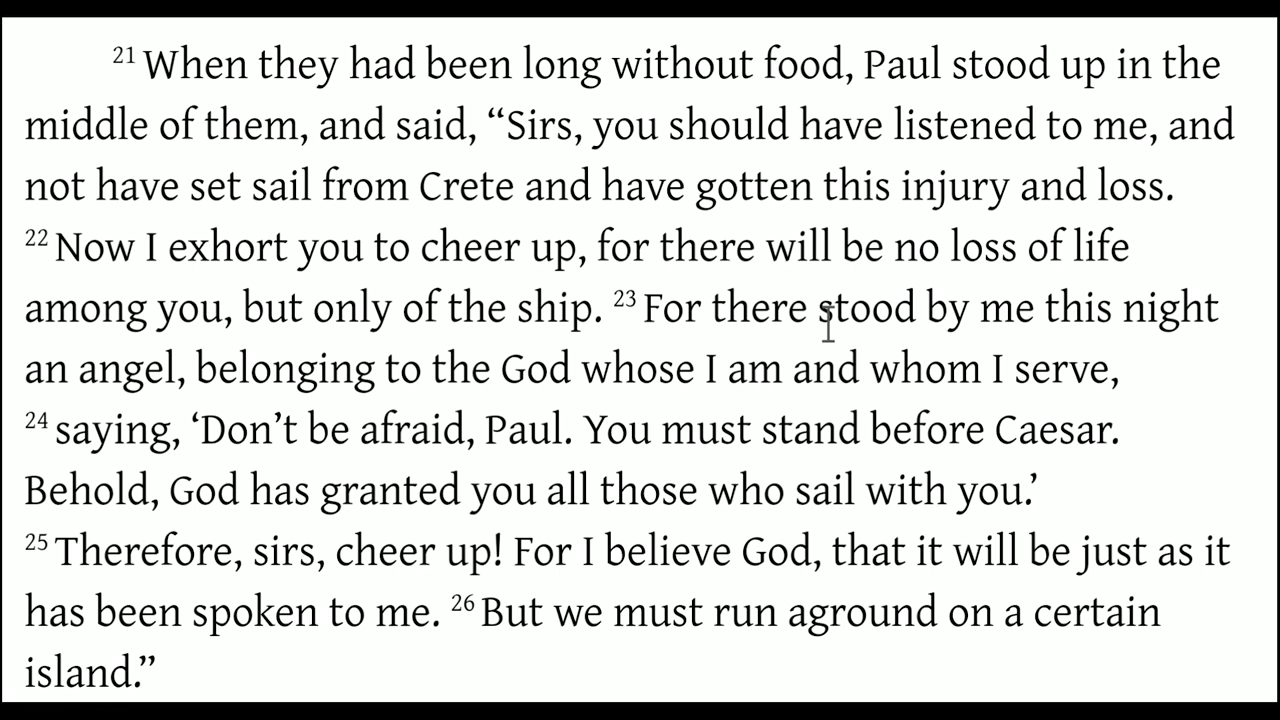 21 When they had been long without food, Paul stood up in the
middle of them, and said, “Sirs, you should have listened to me, and
not have set sail from Crete and have gotten this injury and loss.
22 Now I exhort you to cheer up, for there will be no loss of life
among you, but only of the ship. 23 For there stood by me this night
an angel, belonging to the God whose I am and whom I serve,
24 saying, ‘Don’t be afraid, Paul. You must stand before Caesar.
Behold, God has granted you all those who sail with you.’
25 Therefore, sirs, cheer up! For I believe God, that it will be just as it
has been spoken to me. 26 But we must run aground on a certain
island.”